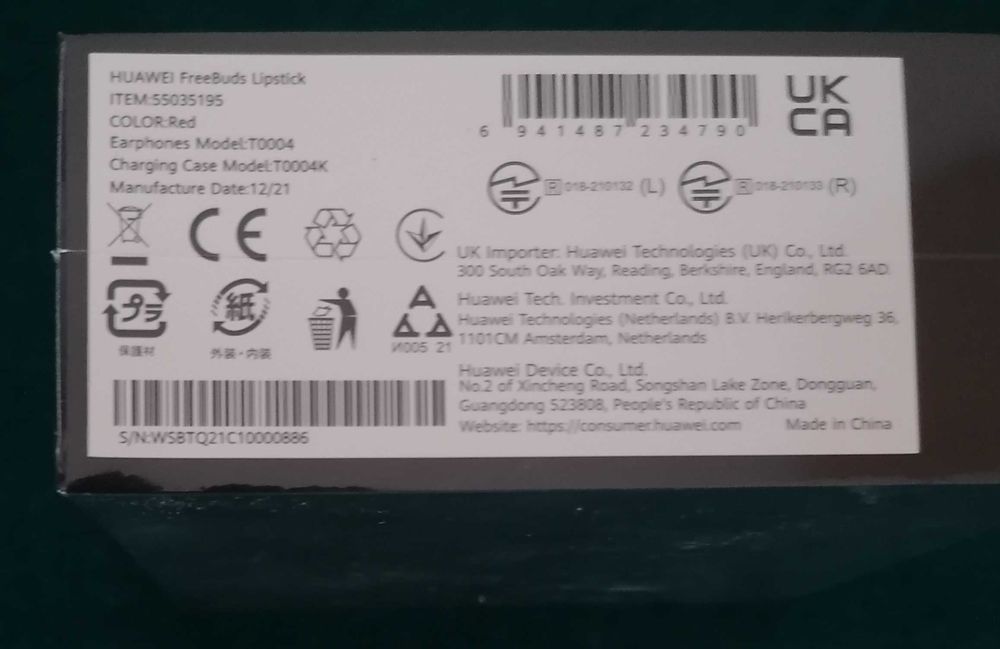 HUAWEI FreeBuds Lipstick
ITEM:55035195
COLOR:Red
Earphones Model:T0004
Charging Case Model:T0004K
Manufacture Date:12/21
6 941487 234790
UK
CA
R 018-210132 (L)
R 018-210133 (R)
CE
プラ
保護材
紙
外装・内装
И005 21
S/N:WSBTQ21C10000886
UK Importer: Huawei Technologies (UK) Co., Ltd.
300 South Oak Way, Reading, Berkshire, England, RG2 6AD
Huawei Tech. Investment Co., Ltd.
Huawei Technologies (Netherlands) B.V. Herikerbergweg 36,
1101CM Amsterdam, Netherlands
Huawei Device Co., Ltd.
No.2 of Xincheng Road, Songshan Lake Zone, Dongguan,
Guangdong 523808, People's Republic of China
Website: https://consumer.huawei.com Made in China